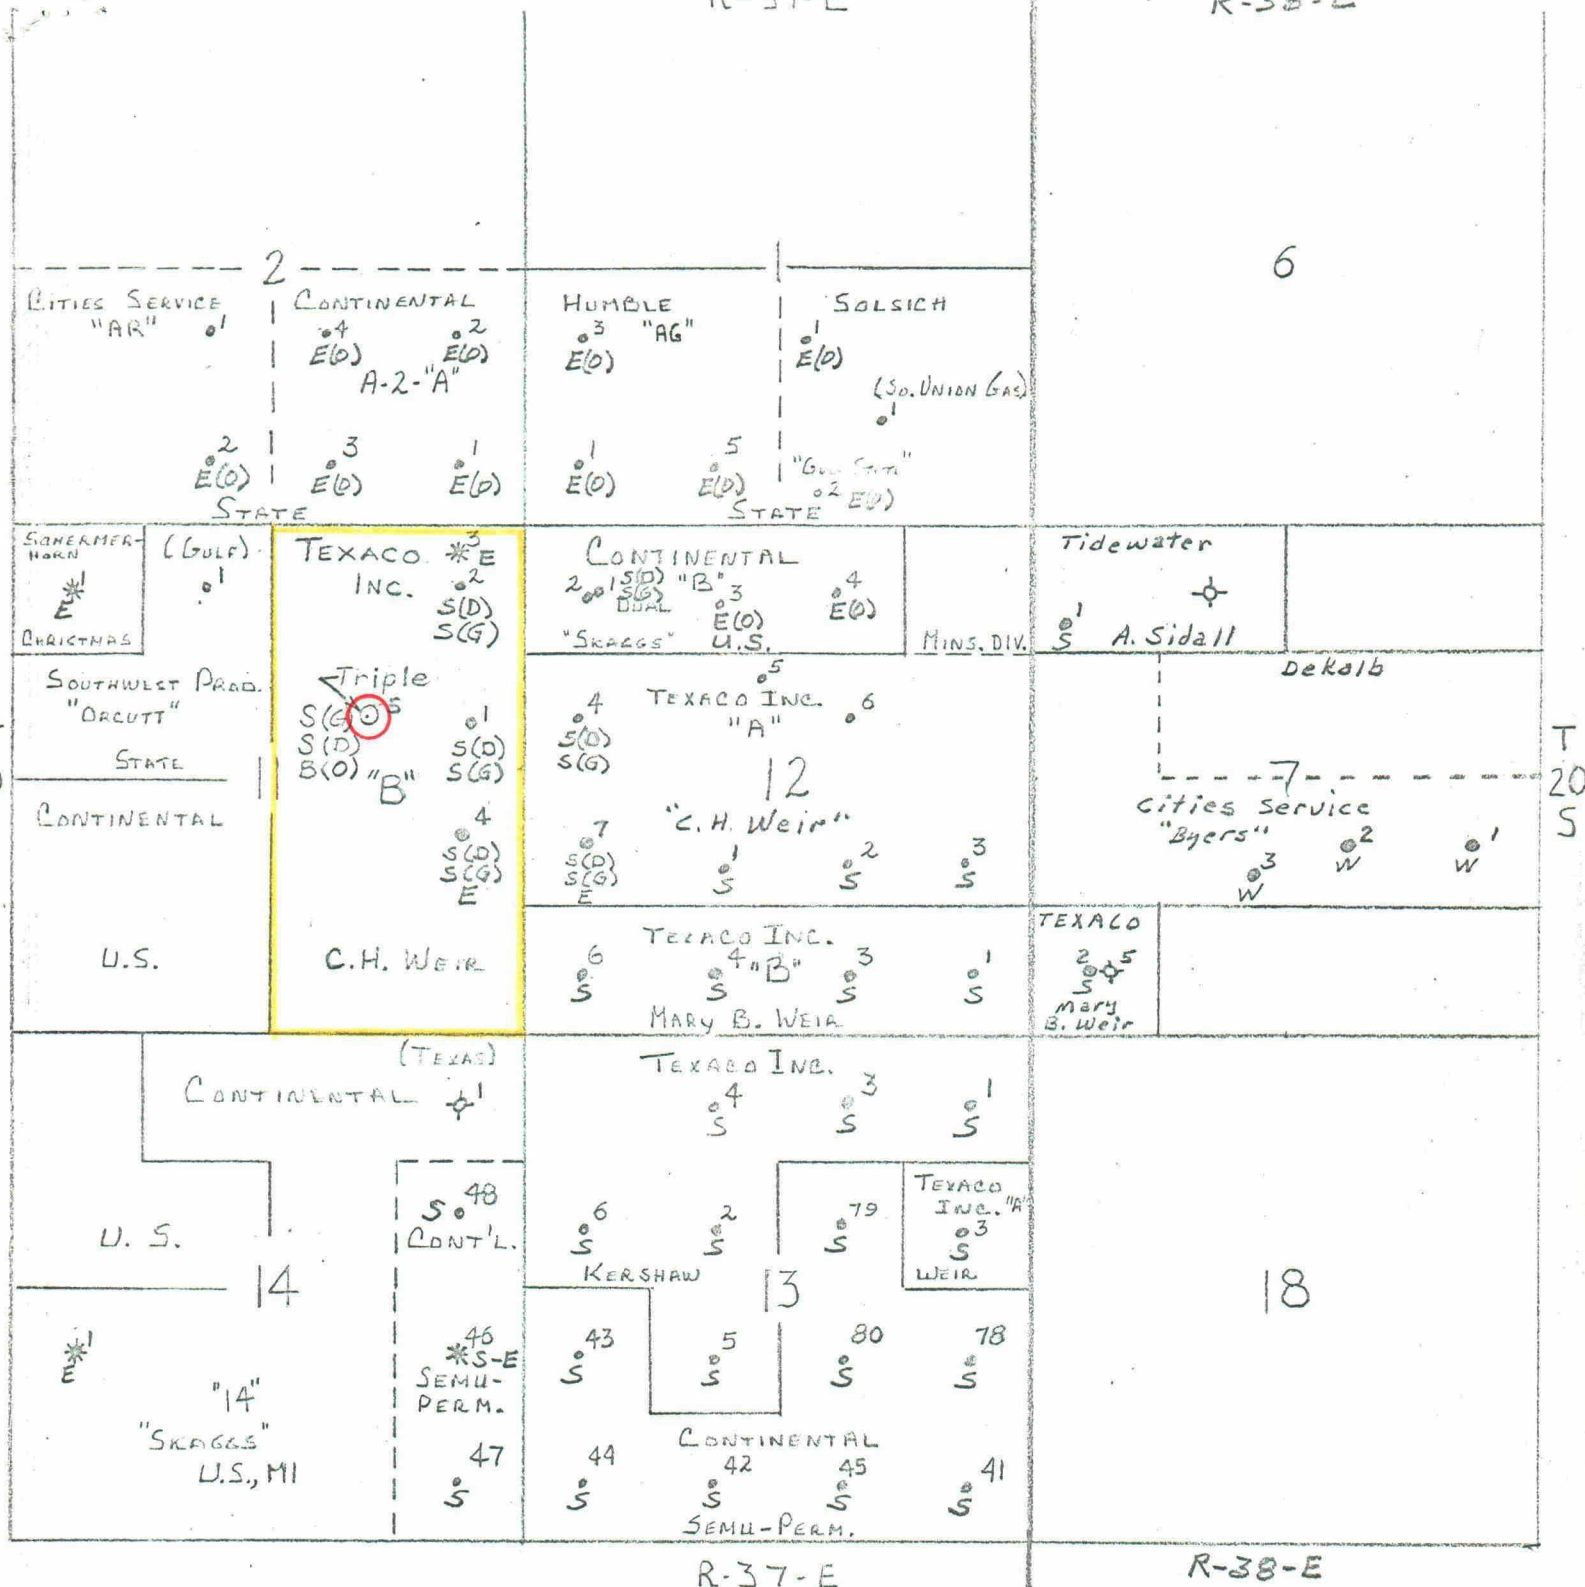 R-37-E
R-38-E
2
1
6
CITIES SERVICE
"AR"
1
2
E(O)
CONTINENTAL
4
E(O)
2
E(O)
A-2-"A"
3
E(O)
1
E(O)
STATE
HUMBLE
"AG"
3
E(O)
1
E(O)
5
E(O)
SOLSICH
1
E(O)
(SO. UNION GAS)
1
2 E(O)
STATE
SCHERMER-
HORN
1
E
CHRISTMAS
(GULF)
1
SOUTHWEST PROD.
"ORCUTT"
STATE
11
CONTINENTAL
U.S.
TEXACO
INC.
3
E
2
S(O)
S(G)
Triple
5
S(G)
S(O)
B(O)
"B"
1
S(O)
S(G)
4
S(O)
S(G)
E
C.H. WEIR
CONTINENTAL
"B"
2
1
S(O)
S(G)
DUAL
3
E(O)
4
E(O)
"SKAGGS"
U.S.
MINS. DIV.
TEXACO INC.
"A"
5
4
S(O)
S(G)
6
12
"C.H. Weir"
7
S(O)
S(G)
E
1
S
2
S
3
S
TEXACO INC.
"B"
6
S
4
S
3
S
1
S
MARY B. WEIR
Tidewater
1
S
A. Sidall
Dekalb
7
Cities Service
"Byers"
3
W
2
W
1
W
T
20
S
TEXACO
2
S
5
Mary
B. Weir
(TEXAS)
CONTINENTAL
1
U.S.
14
S 48
CONT'L.
46
S-E
SEMU-
PERM.
47
S
1
E
"14"
"SKAGGS"
U.S., MI
TEXACO INC.
4
S
3
S
1
S
6
S
2
S
79
S
TEXACO
INC. "A"
3
S
WEIR
KERSHAW
13
43
S
5
S
80
S
78
S
CONTINENTAL
44
S
42
S
45
S
41
S
SEMU-PERM.
18
R-37-E
R-38-E